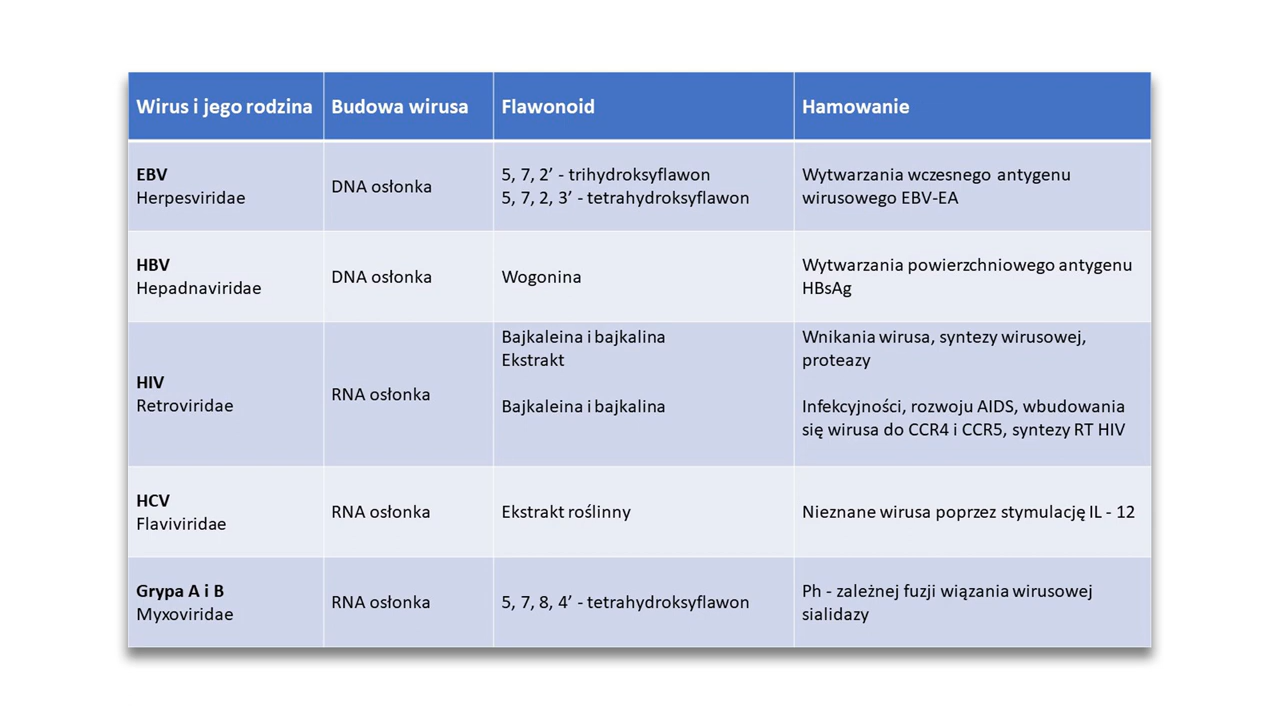 Wirus i jego rodzina
Budowa wirusa
Flawonoid
Hamowanie
EBV
Herpesviridae
DNA osłonka
5, 7, 2’ - trihydroksyflawon
5, 7, 2, 3’ - tetrahydroksyflawon
Wytwarzania wczesnego antygenu
wirusowego EBV-EA
HBV
Hepadnaviridae
DNA osłonka
Wogonina
Wytwarzania powierzchniowego antygenu
HBsAg
HIV
Retroviridae
RNA osłonka
Bajkaleina i bajkalina
Ekstrakt
Bajkaleina i bajkalina
Wnikania wirusa, syntezy wirusowej,
proteazy
Infekcyjności, rozwoju AIDS, wbudowania
się wirusa do CCR4 i CCR5, syntezy RT HIV
HCV
Flaviviridae
RNA osłonka
Ekstrakt roślinny
Nieznane wirusa poprzez stymulację IL - 12
Grypa A i B
Myxoviridae
RNA osłonka
5, 7, 8, 4’ - tetrahydroksyflawon
Ph - zależnej fuzji wiązania wirusowej
sialidazy